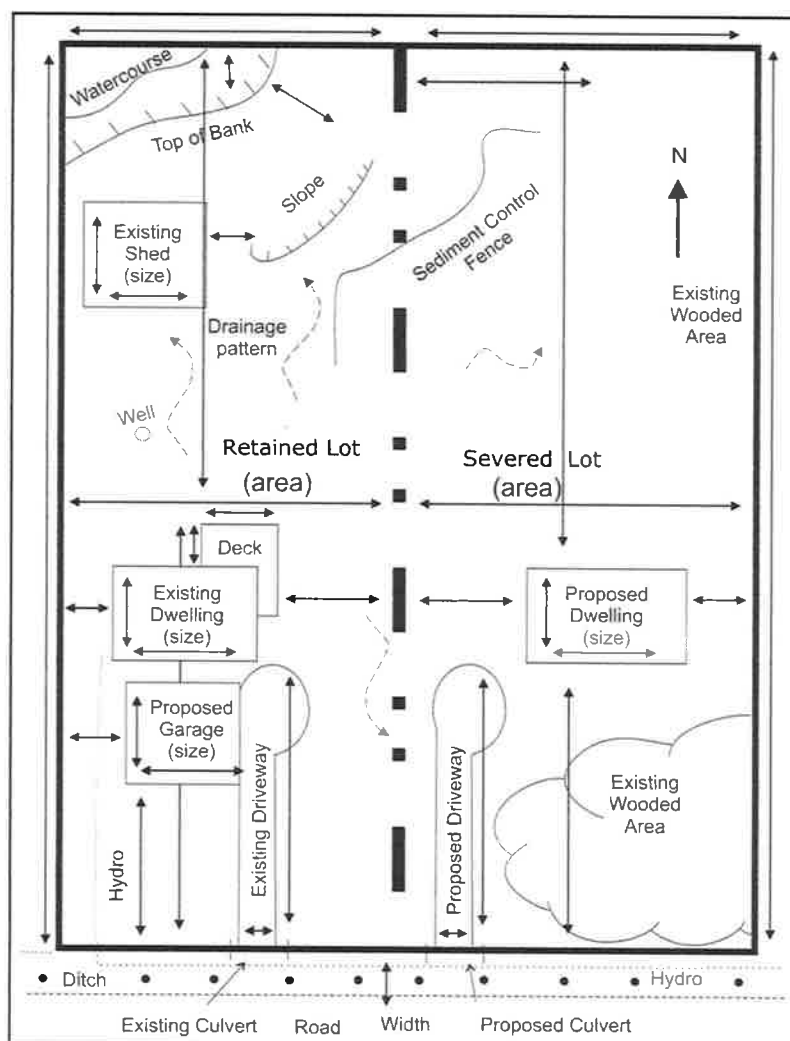 Watercourse
Top of Bank
N
Slope
Sediment Control
Fence
Existing
Shed
(size)
Existing
Wooded
Area
Drainage
pattern
Well
Retained Lot
(area)
Severed Lot
(area)
Deck
Existing
Dwelling
(size)
Proposed
Dwelling
(size)
Proposed
Garage
(size)
Existing Driveway
Proposed Driveway
Existing
Wooded
Area
Hydro
Ditch
Hydro
Existing Culvert
Road
Width
Proposed Culvert